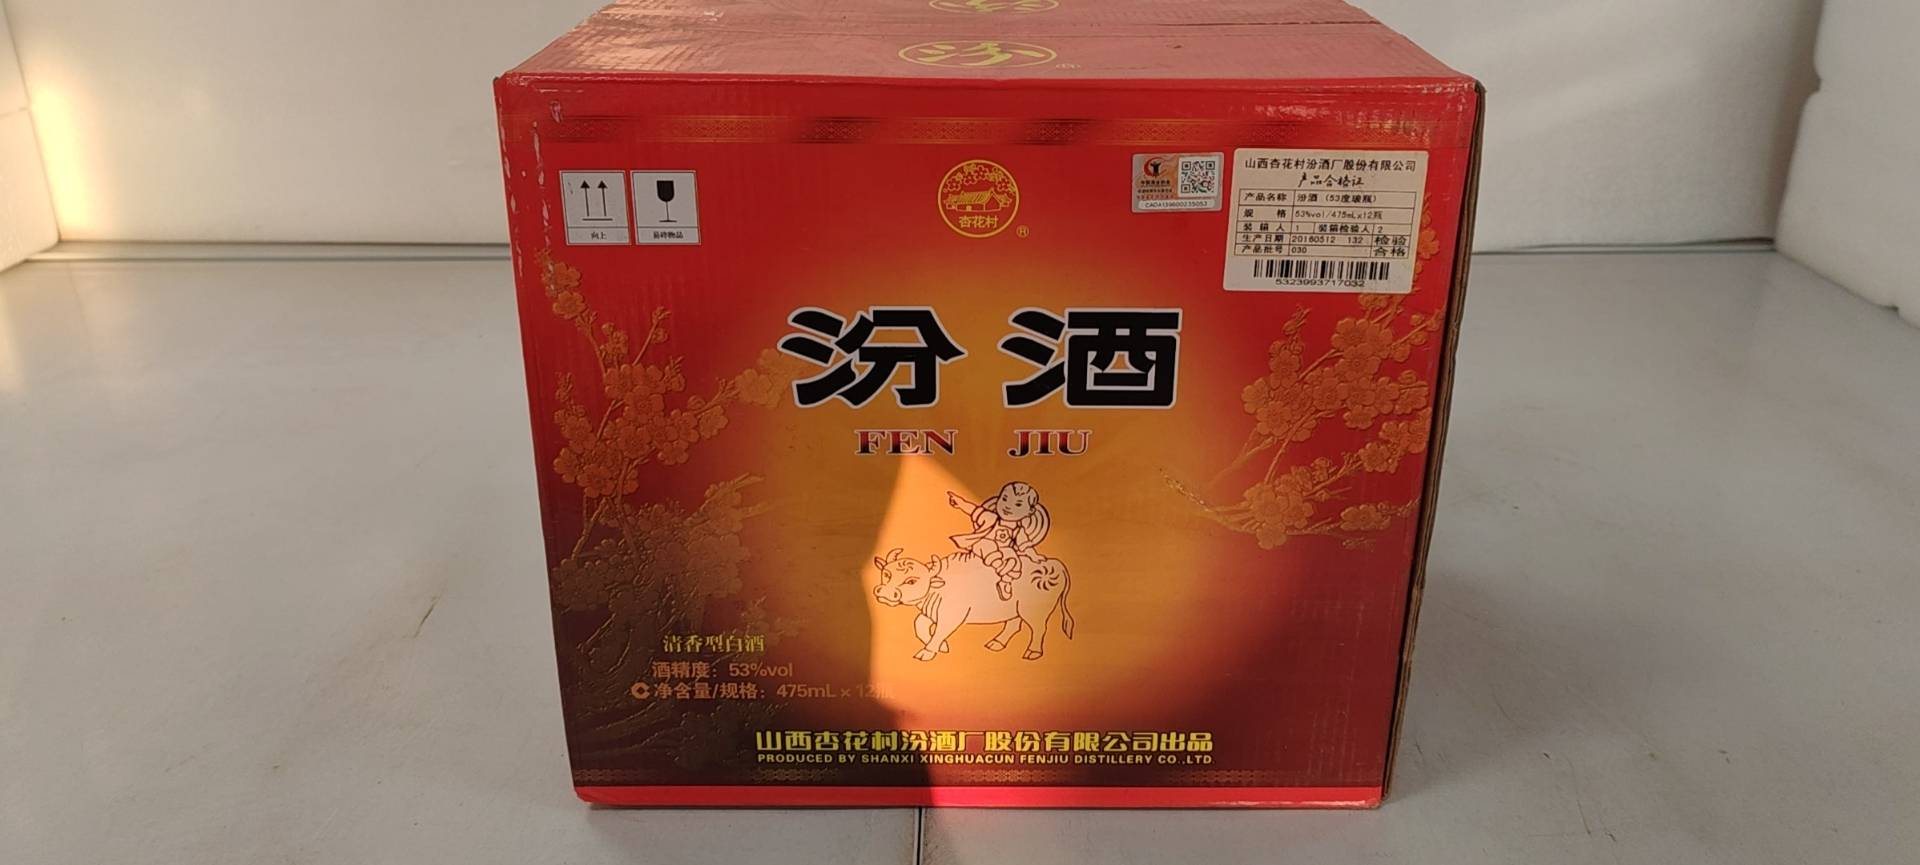 汾
汾
向上
易碎物品
杏花村
®
CADA139600235053
山西杏花村汾酒厂股份有限公司
产品合格证
产品名称 汾酒（53度玻瓶）
规 格 53%vol/475mL×12瓶
装箱人 1 装箱检验人 2
生产日期 20160512 132 检验
产品批号 030 合格
5323993717032
汾酒
FEN JIU
清香型白酒
酒精度：53%vol
净含量/规格：475mL×12瓶
山西杏花村汾酒厂股份有限公司出品
PRODUCED BY SHANXI XINGHUACUN FENJIU DISTILLERY CO.,LTD